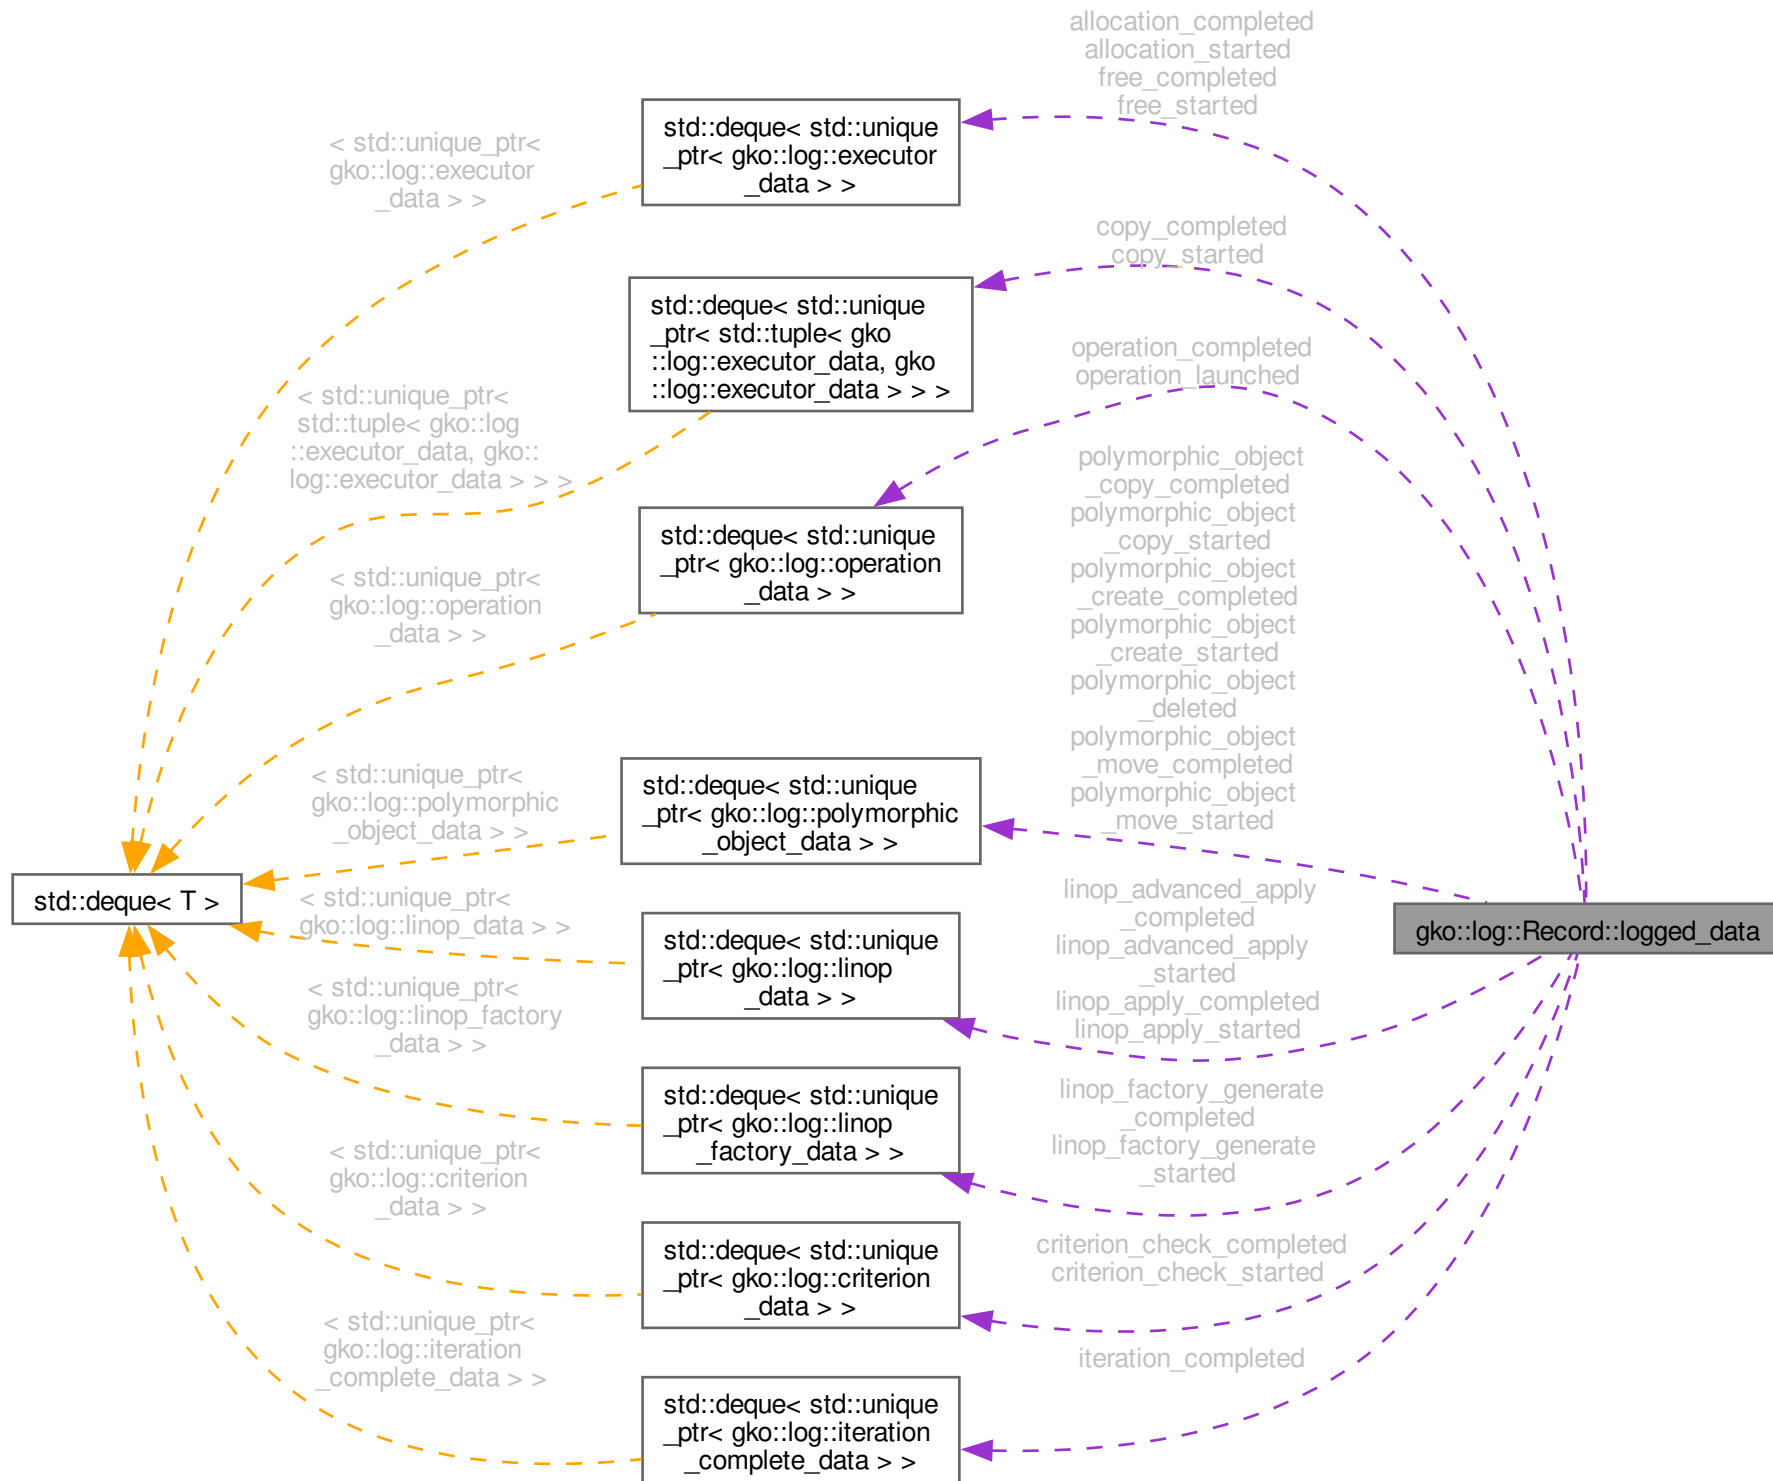 allocation_completed
allocation_started
free_completed
free_started
std::deque< std::unique
_ptr< gko::log::executor
_data > >
< std::unique_ptr<
gko::log::executor
_data > >
copy_completed
copy_started
std::deque< std::unique
_ptr< std::tuple< gko
::log::executor_data, gko
::log::executor_data > > >
< std::unique_ptr<
std::tuple< gko::log
::executor_data, gko::
log::executor_data > > >
operation_completed
operation_launched
std::deque< std::unique
_ptr< gko::log::operation
_data > >
< std::unique_ptr<
gko::log::operation
_data > >
polymorphic_object
_copy_completed
polymorphic_object
_copy_started
polymorphic_object
_create_completed
polymorphic_object
_create_started
polymorphic_object
_deleted
polymorphic_object
_move_completed
polymorphic_object
_move_started
std::deque< std::unique
_ptr< gko::log::polymorphic
_object_data > >
< std::unique_ptr<
gko::log::polymorphic
_object_data > >
std::deque< T >
< std::unique_ptr<
gko::log::linop_data > >
std::deque< std::unique
_ptr< gko::log::linop
_data > >
linop_advanced_apply
_completed
linop_advanced_apply
_started
linop_apply_completed
linop_apply_started
gko::log::Record::logged_data
< std::unique_ptr<
gko::log::linop_factory
_data > >
std::deque< std::unique
_ptr< gko::log::linop
_factory_data > >
linop_factory_generate
_completed
linop_factory_generate
_started
< std::unique_ptr<
gko::log::criterion
_data > >
std::deque< std::unique
_ptr< gko::log::criterion
_data > >
criterion_check_completed
criterion_check_started
< std::unique_ptr<
gko::log::iteration
_complete_data > >
std::deque< std::unique
_ptr< gko::log::iteration
_complete_data > >
iteration_completed